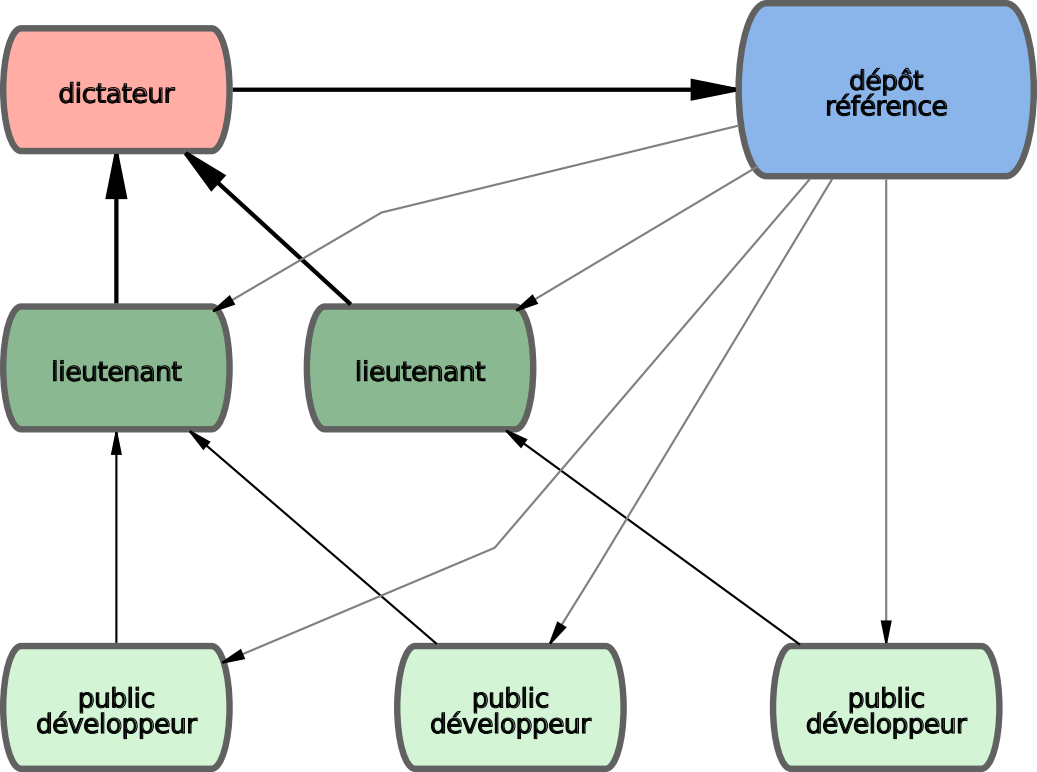 dictateur
dépôt
référence
lieutenant
lieutenant
public
développeur
public
développeur
public
développeur